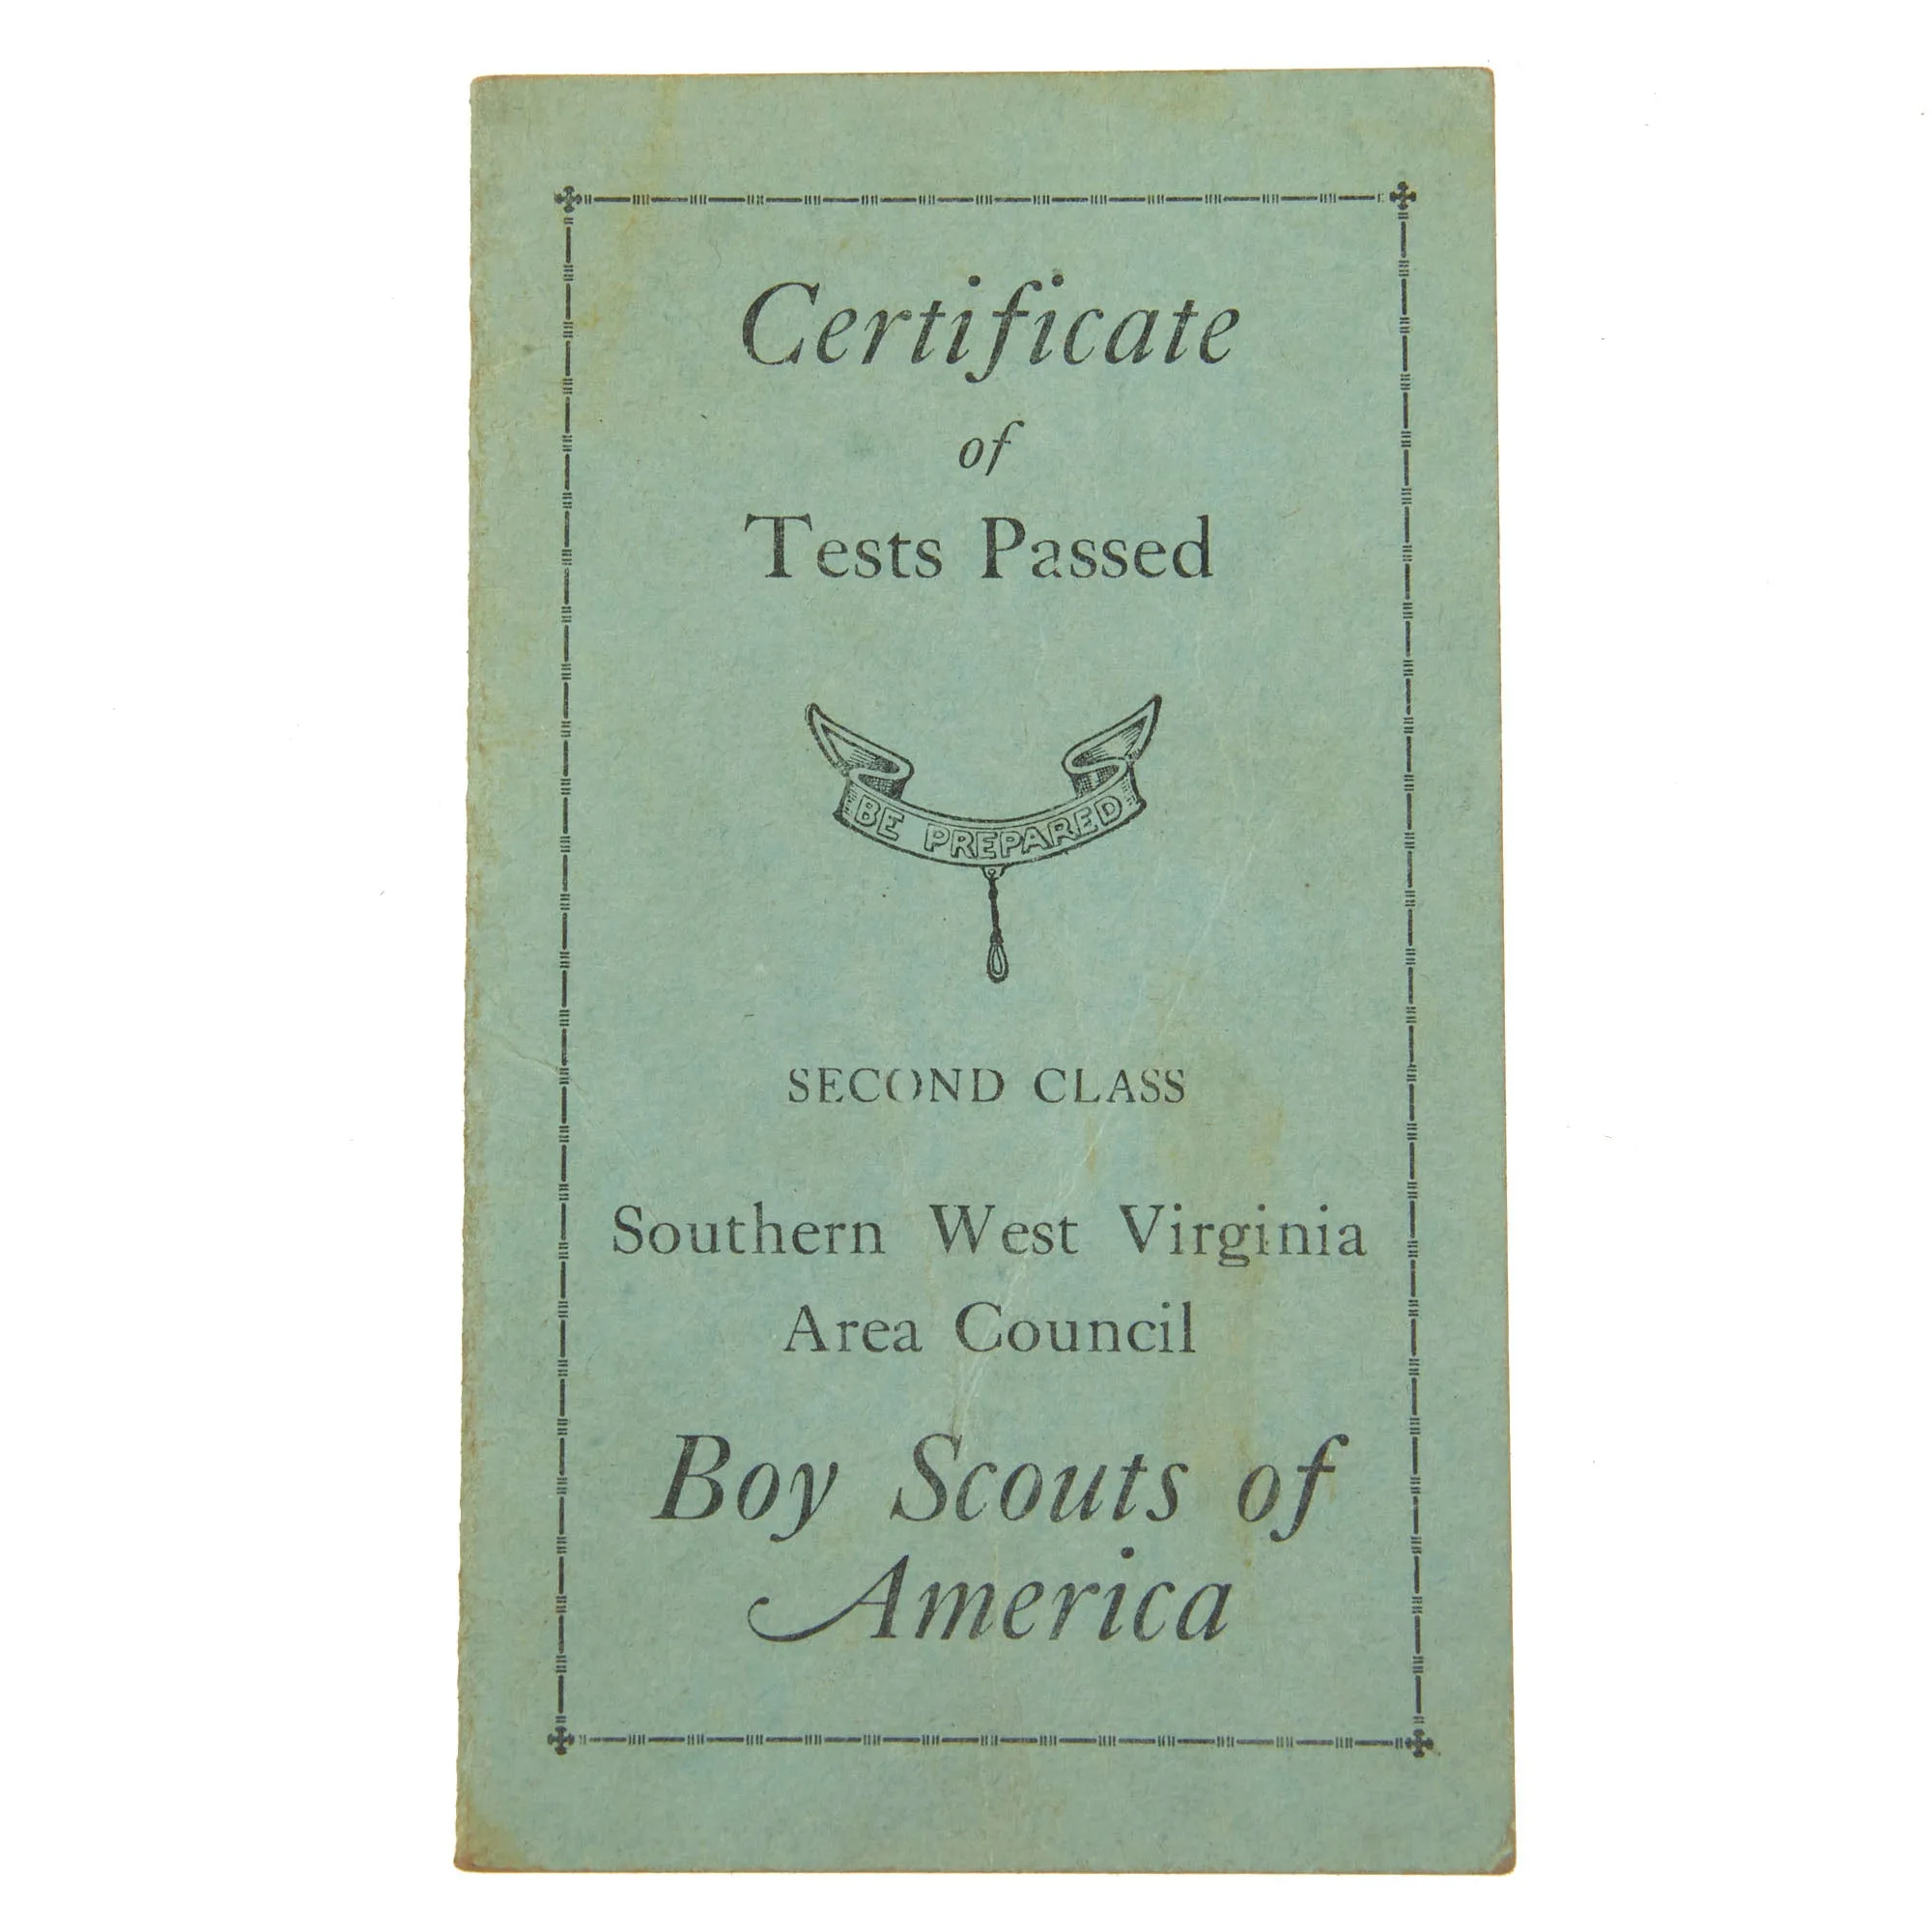 Certificate
of
Tests Passed
BE PREPARED
SECOND CLASS
Southern West Virginia
Area Council
Boy Scouts of
America